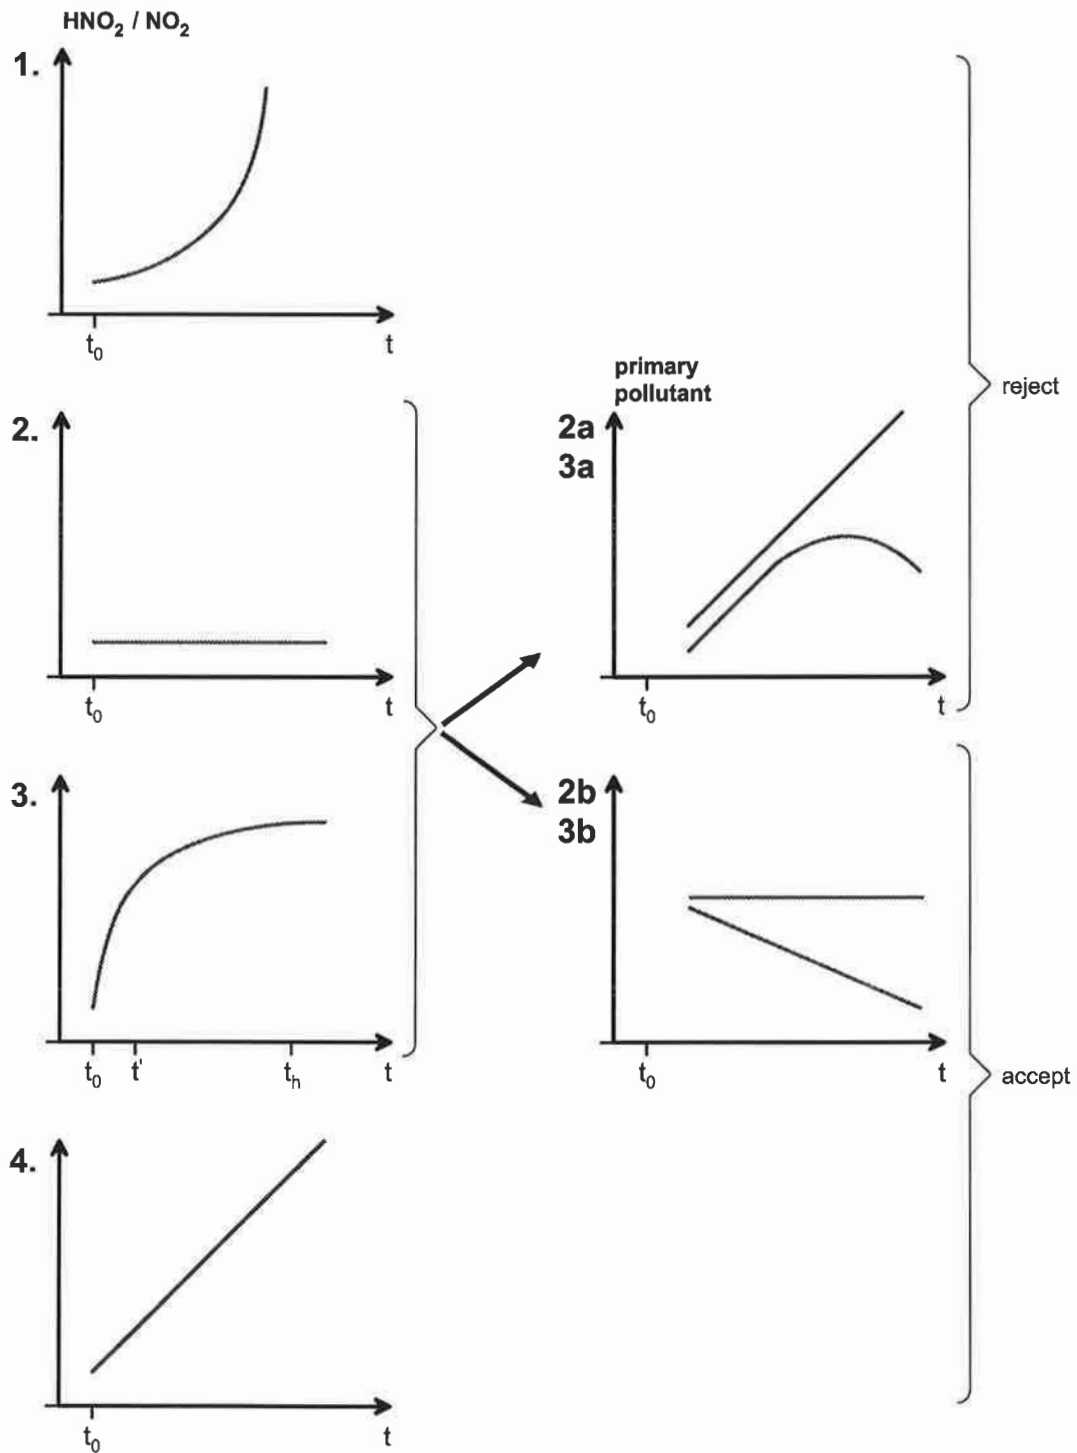 HNO₂ / NO₂
1.
t₀ t
primary
pollutant
reject
2.
2a
3a
t₀ t
t₀ t
3.
2b
3b
t₀ t' tₕ t
t₀ t
accept
4.
t₀ t